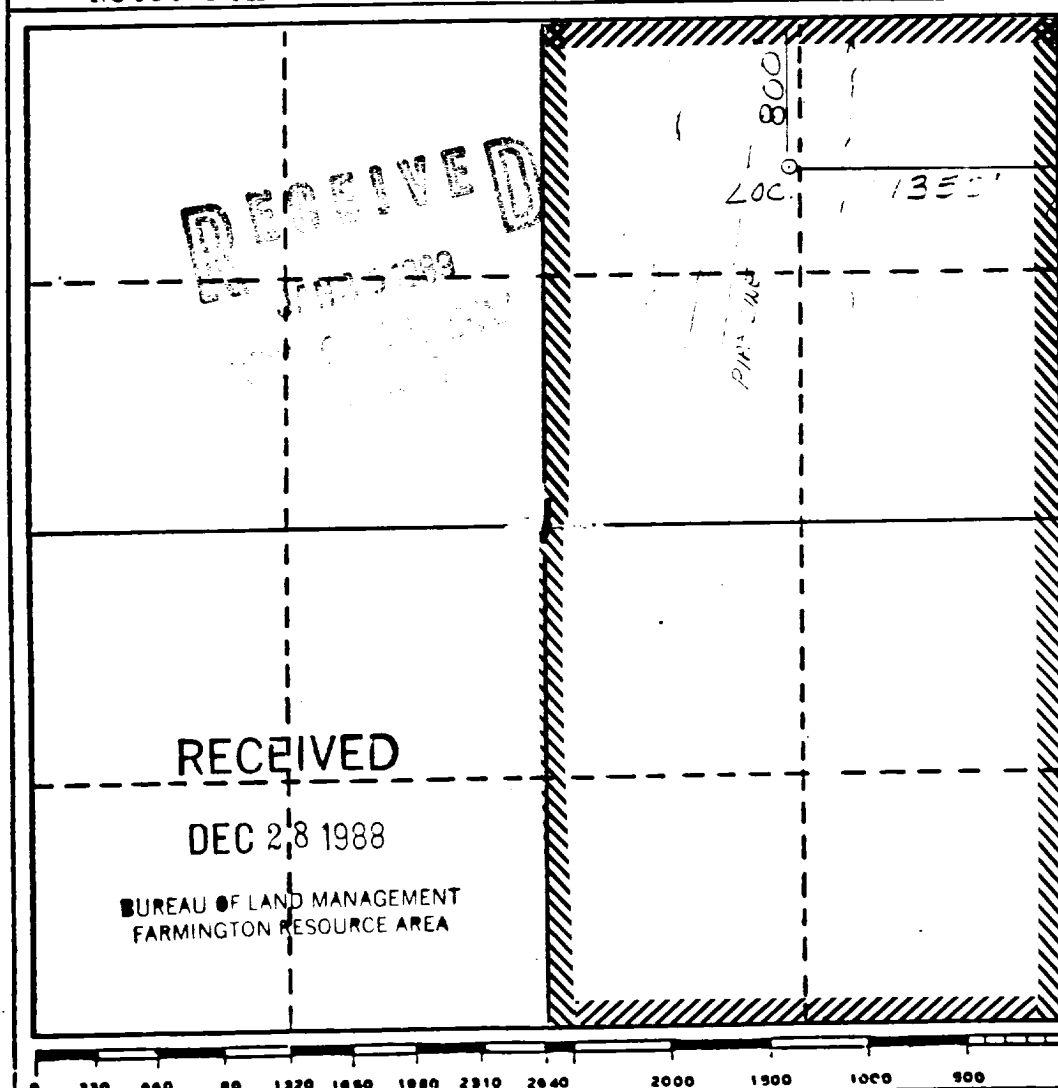 800
LOC.
RECEIVED
RECEIVED
DEC 28 1988
BUREAU OF LAND MANAGEMENT
FARMINGTON RESOURCE AREA
0 330 660 1320 1650 1980 2310 2640 2000 1500 1000 500